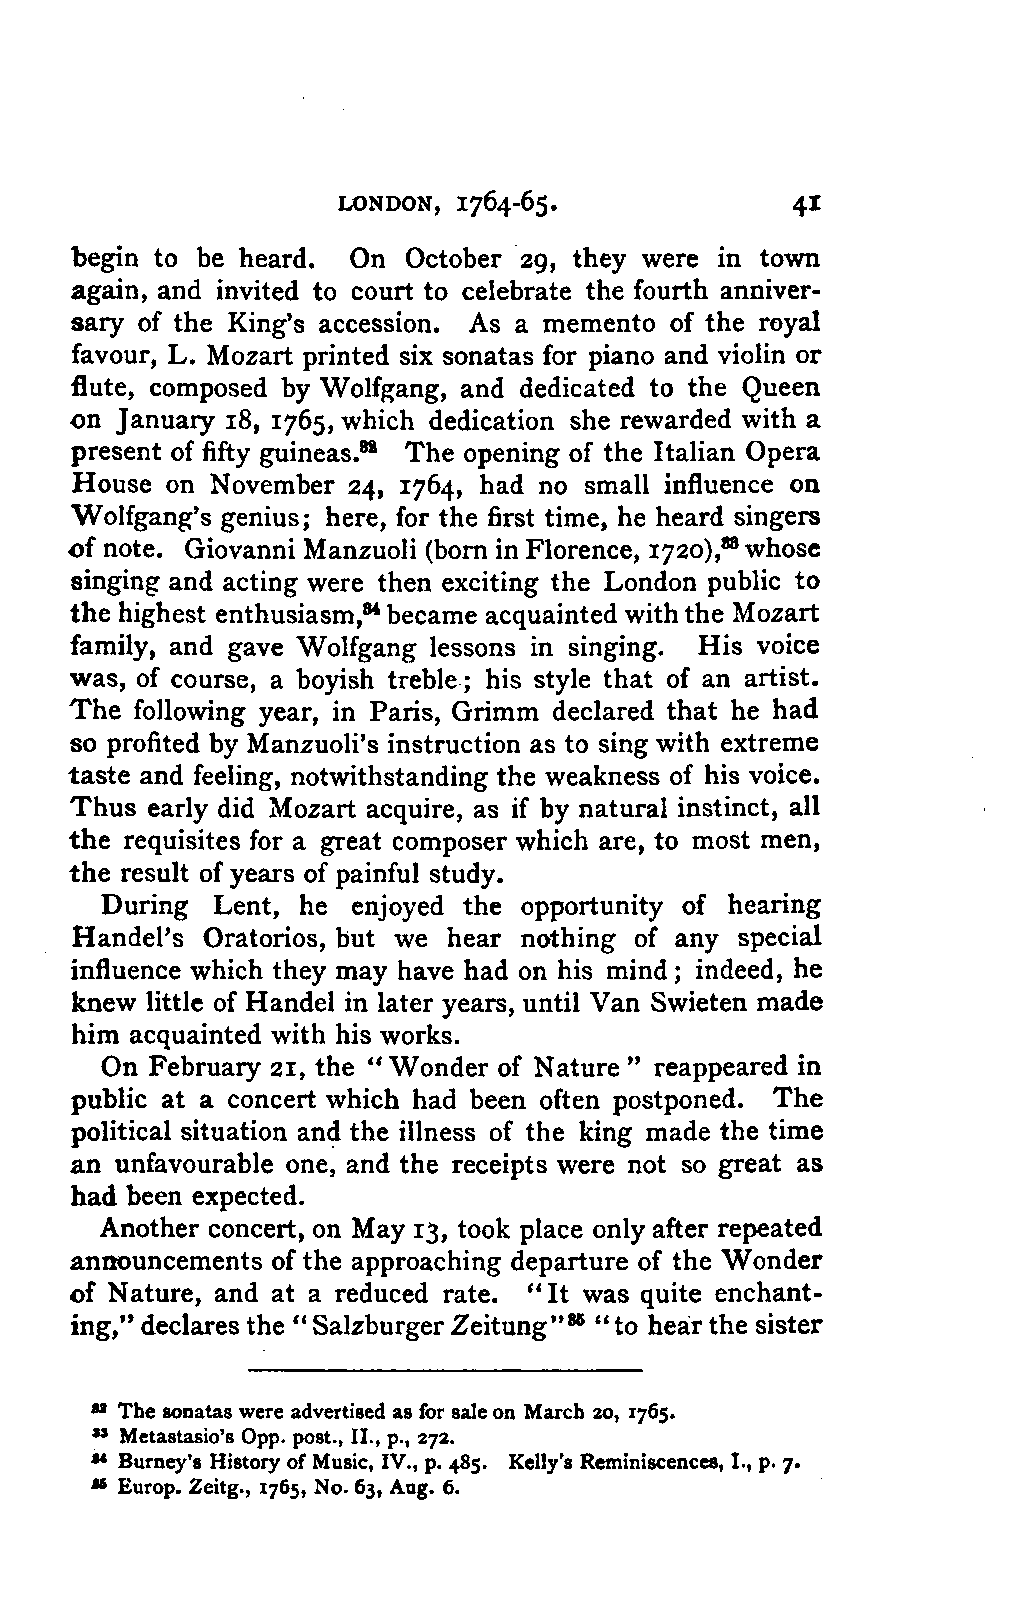 LONDON, 1764-65. 41
begin to be heard. On October 29, they were in town
again, and invited to court to celebrate the fourth anniver-
sary of the King's accession. As a memento of the royal
favour, L. Mozart printed six sonatas for piano and violin or
flute, composed by Wolfgang, and dedicated to the Queen
on January 18, 1765, which dedication she rewarded with a
present of fifty guineas.³² The opening of the Italian Opera
House on November 24, 1764, had no small influence on
Wolfgang's genius; here, for the first time, he heard singers
of note. Giovanni Manzuoli (born in Florence, 1720),³³ whose
singing and acting were then exciting the London public to
the highest enthusiasm,³⁴ became acquainted with the Mozart
family, and gave Wolfgang lessons in singing. His voice
was, of course, a boyish treble; his style that of an artist.
The following year, in Paris, Grimm declared that he had
so profited by Manzuoli's instruction as to sing with extreme
taste and feeling, notwithstanding the weakness of his voice.
Thus early did Mozart acquire, as if by natural instinct, all
the requisites for a great composer which are, to most men,
the result of years of painful study.
During Lent, he enjoyed the opportunity of hearing
Handel's Oratorios, but we hear nothing of any special
influence which they may have had on his mind; indeed, he
knew little of Handel in later years, until Van Swieten made
him acquainted with his works.
On February 21, the "Wonder of Nature" reappeared in
public at a concert which had been often postponed. The
political situation and the illness of the king made the time
an unfavourable one, and the receipts were not so great as
had been expected.
Another concert, on May 13, took place only after repeated
announcements of the approaching departure of the Wonder
of Nature, and at a reduced rate. "It was quite enchant-
ing," declares the "Salzburger Zeitung"³⁵ "to hear the sister
³² The sonatas were advertised as for sale on March 20, 1765.
³³ Metastasio's Opp. post., II., p., 272.
³⁴ Burney's History of Music, IV., p. 485. Kelly's Reminiscences, I., p. 7.
³⁵ Europ. Zeitg., 1765, No. 63, Aug. 6.